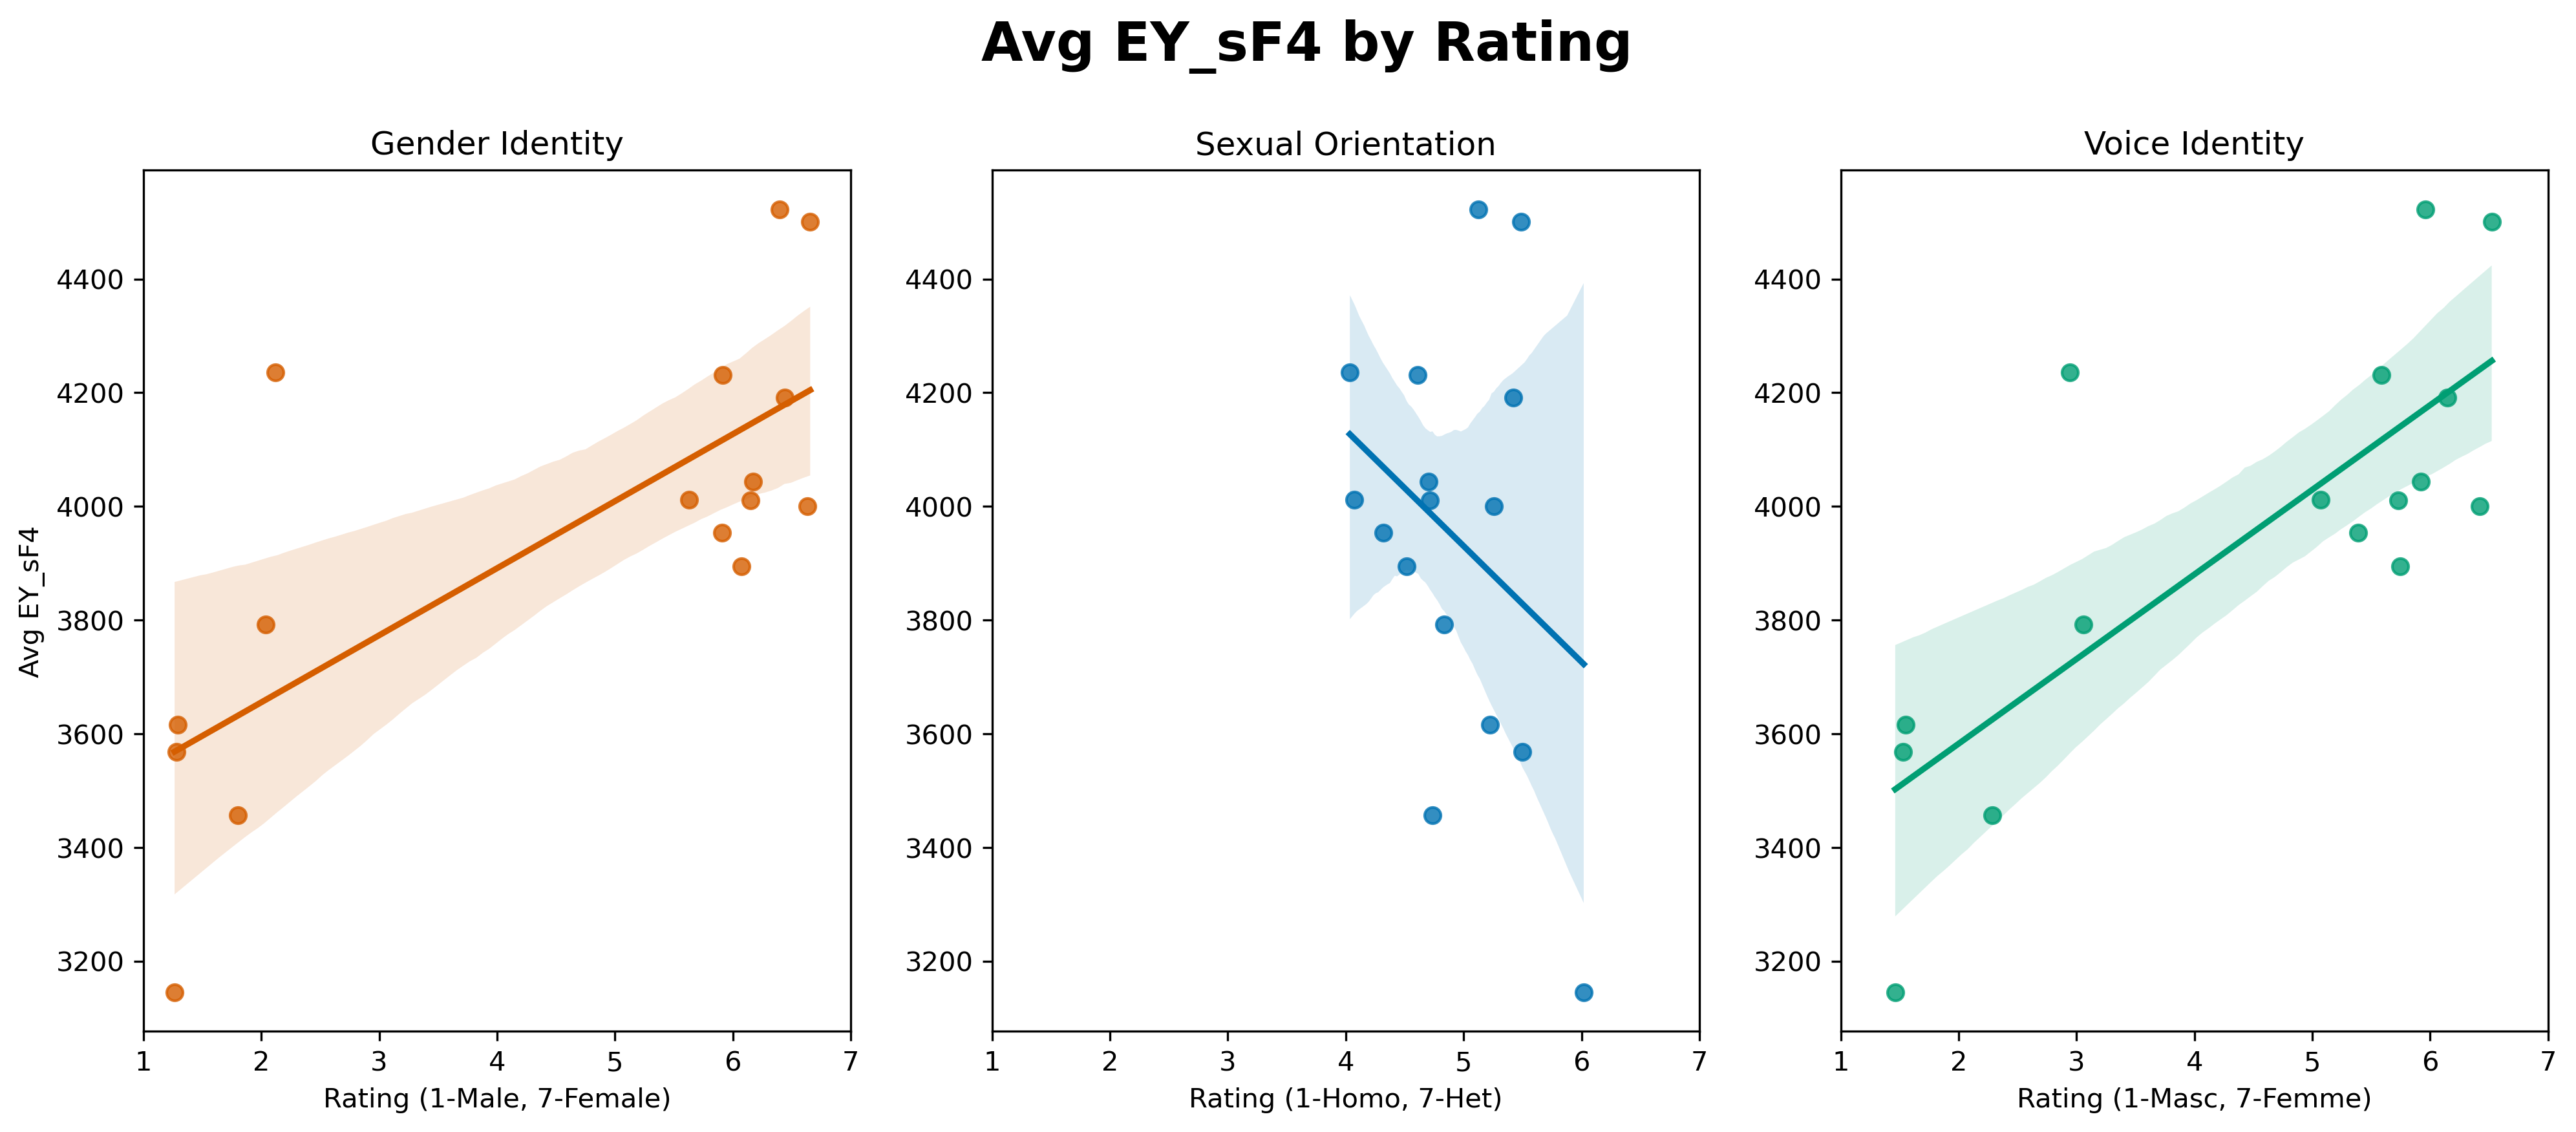 Avg EY_sF4 by Rating
Gender Identity
Avg EY_sF4
4400
4200
4000
3800
3600
3400
3200
1 2 3 4 5 6 7
Rating (1-Male, 7-Female)
Sexual Orientation
4400
4200
4000
3800
3600
3400
3200
1 2 3 4 5 6 7
Rating (1-Homo, 7-Het)
Voice Identity
4400
4200
4000
3800
3600
3400
3200
1 2 3 4 5 6 7
Rating (1-Masc, 7-Femme)